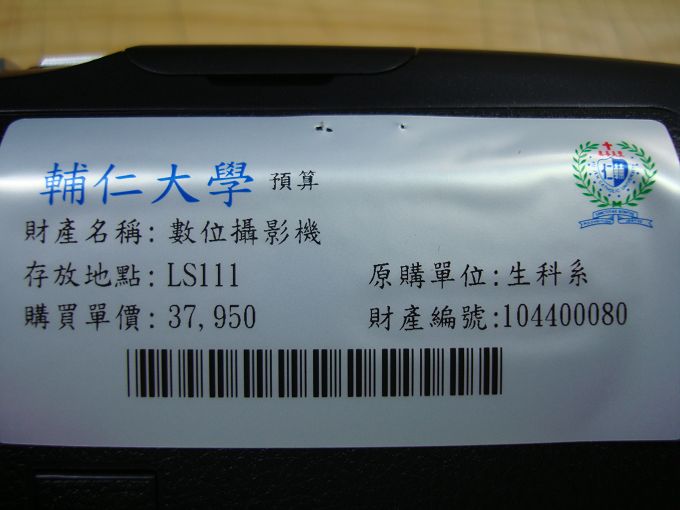 輔仁大學 預算
財產名稱: 數位攝影機
存放地點: LS111 原購單位:生科系
購買單價: 37,950 財產編號:104400080